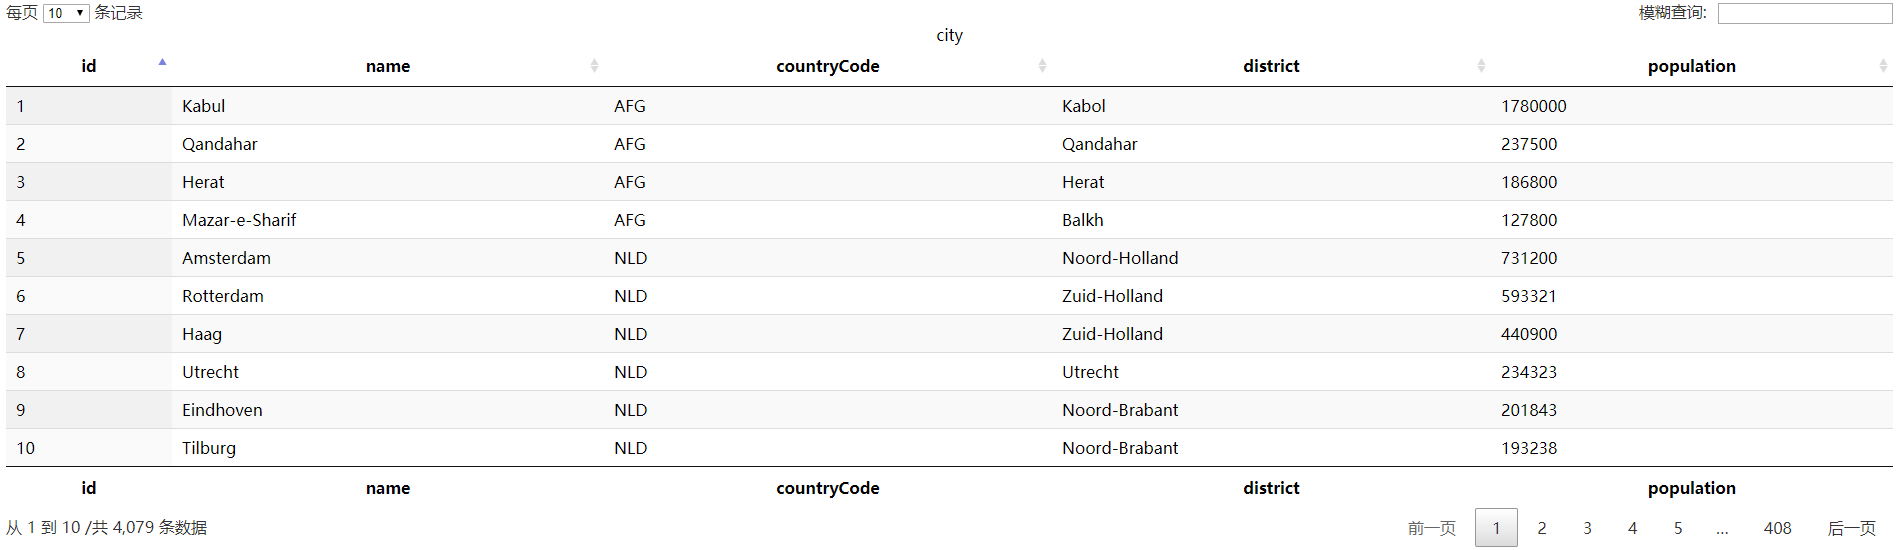 每页 10 条记录 模糊查询:
city
id name countryCode district population
1 Kabul AFG Kabol 1780000
2 Qandahar AFG Qandahar 237500
3 Herat AFG Herat 186800
4 Mazar-e-Sharif AFG Balkh 127800
5 Amsterdam NLD Noord-Holland 731200
6 Rotterdam NLD Zuid-Holland 593321
7 Haag NLD Zuid-Holland 440900
8 Utrecht NLD Utrecht 234323
9 Eindhoven NLD Noord-Brabant 201843
10 Tilburg NLD Noord-Brabant 193238
id name countryCode district population
从 1 到 10 /共 4,079 条数据 前一页 1 2 3 4 5 … 408 后一页